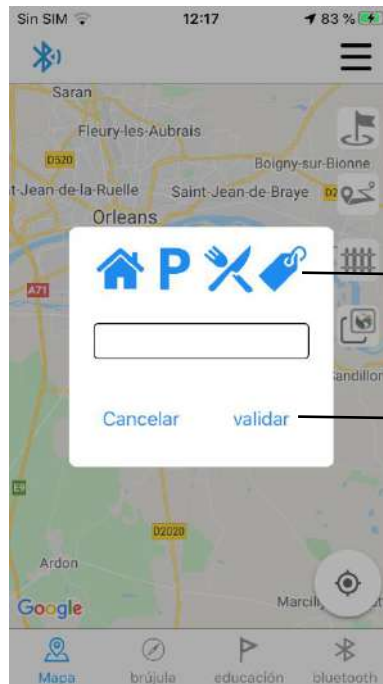 Sin SIM 12:17 83 %
Saran
Fleury-les-Aubrais
D520
Boigny-sur-Bionne
t-Jean-de-la-Ruelle Saint-Jean-de-Braye D2
Orleans
P
A71
andillon
Cancelar validar
E9
D2020
Ardon
Google
Mapa brújula educación bluetooth